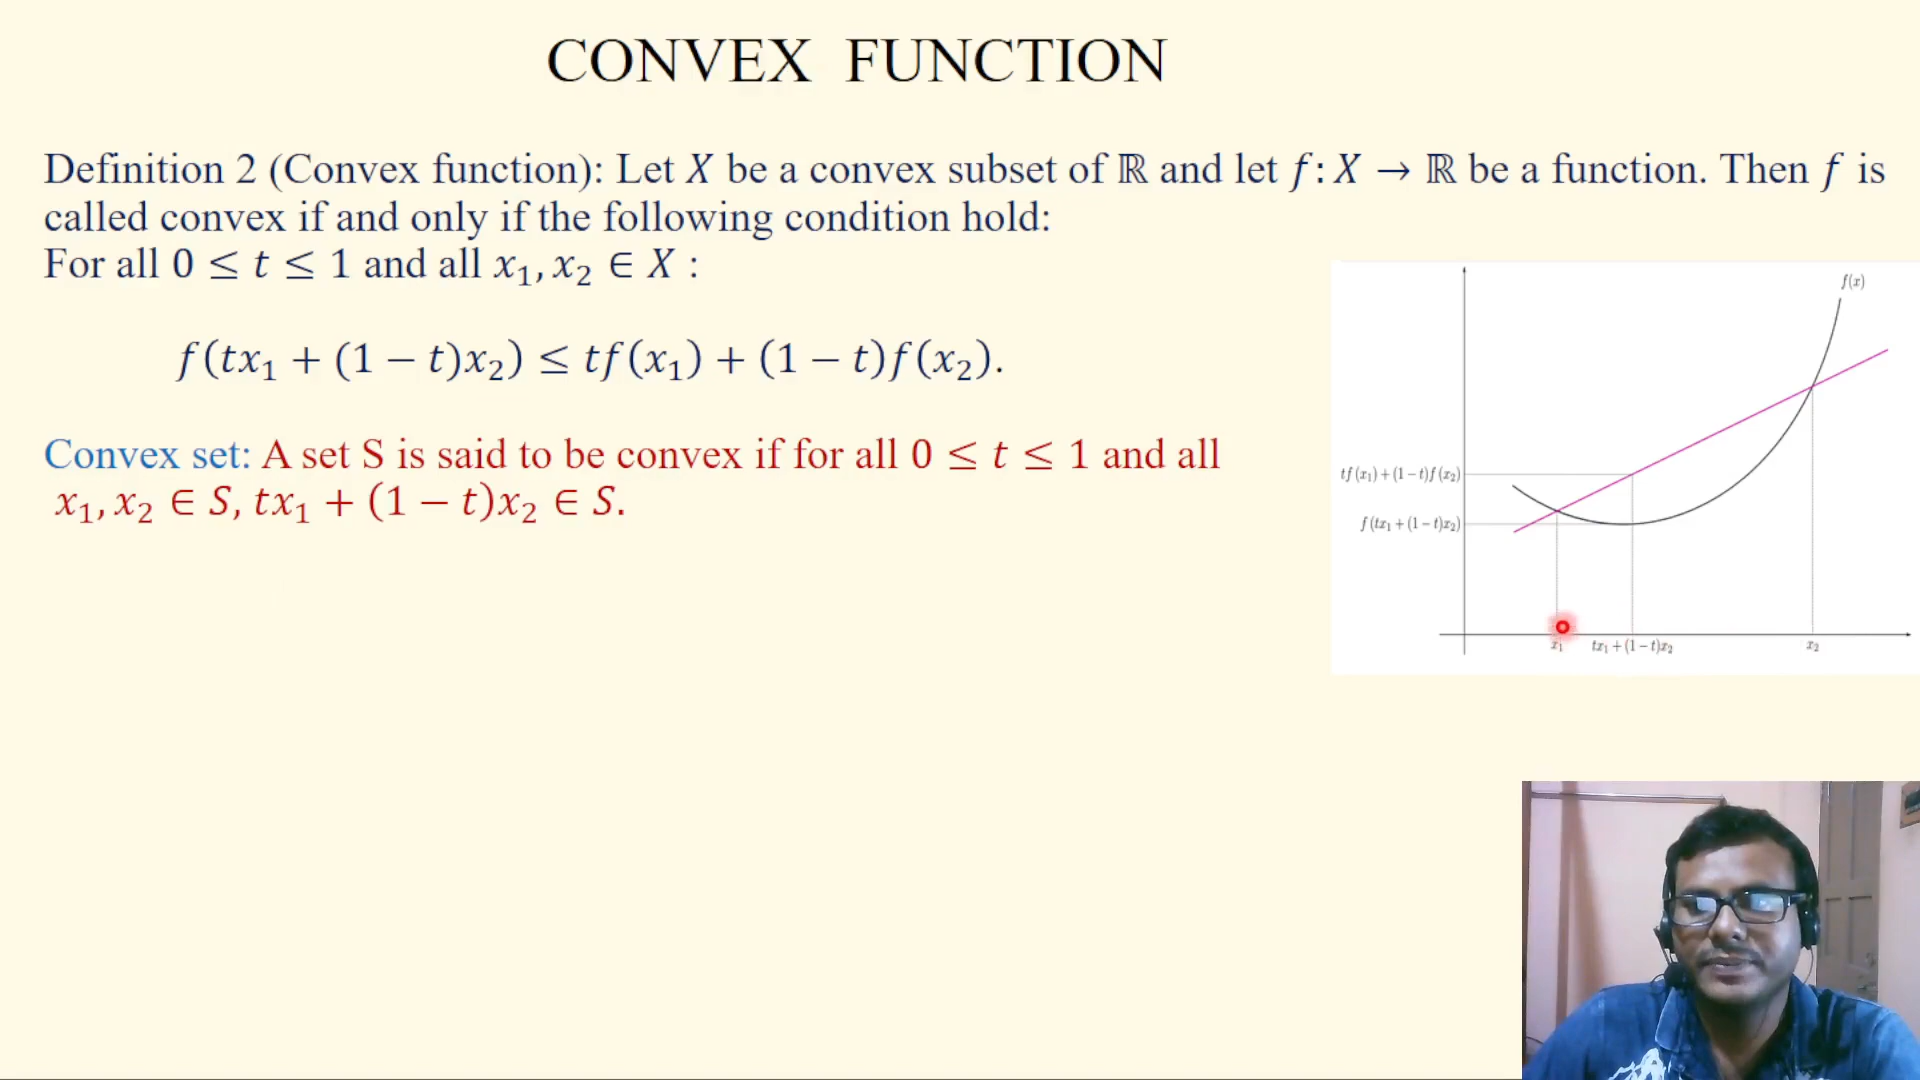 CONVEX FUNCTION
Definition 2 (Convex function): Let X be a convex subset of ℝ and let f: X → ℝ be a function. Then f is
called convex if and only if the following condition hold:
For all 0 ≤ t ≤ 1 and all x₁, x₂ ∈ X :
f(tx₁ + (1 − t)x₂) ≤ tf(x₁) + (1 − t)f(x₂).
Convex set: A set S is said to be convex if for all 0 ≤ t ≤ 1 and all
x₁, x₂ ∈ S, tx₁ + (1 − t)x₂ ∈ S.
f(x)
tf(x₁)+(1−t)f(x₂)
f(tx₁+(1−t)x₂)
x₁ tx₁+(1−t)x₂ x₂